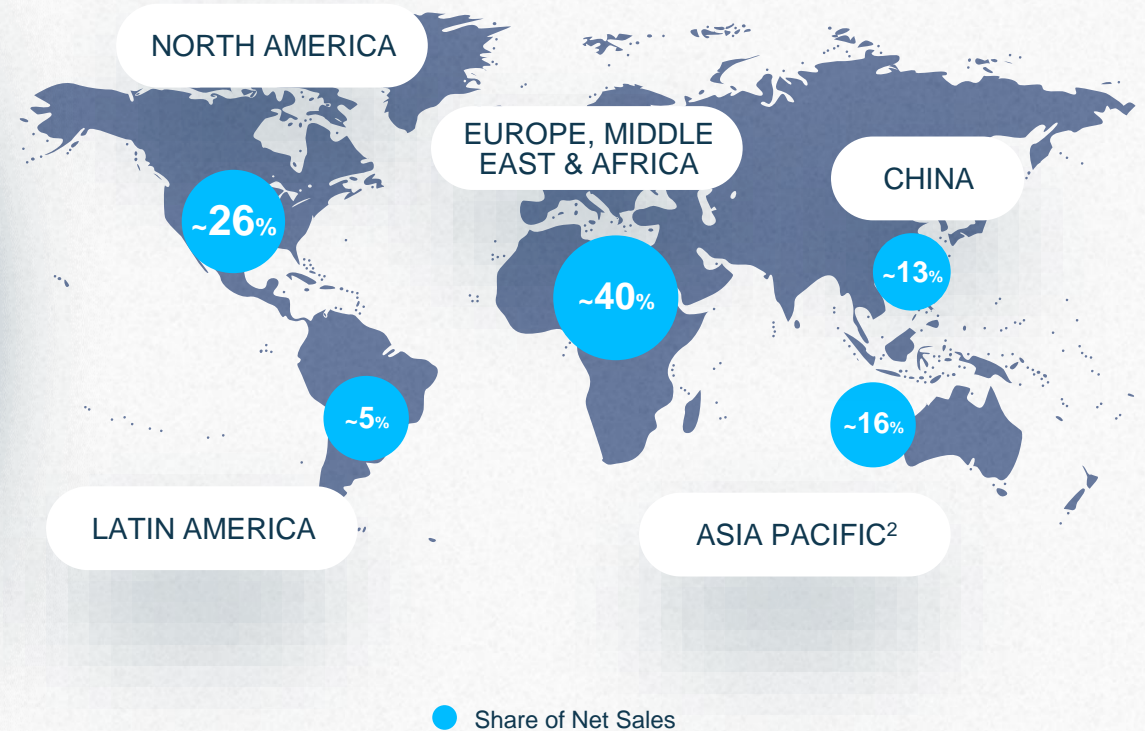 NORTH AMERICA
EUROPE, MIDDLE
EAST & AFRICA
CHINA
~26%
~13%
~40%
~5%
~16%
LATIN AMERICA
ASIA PACIFIC²
Share of Net Sales